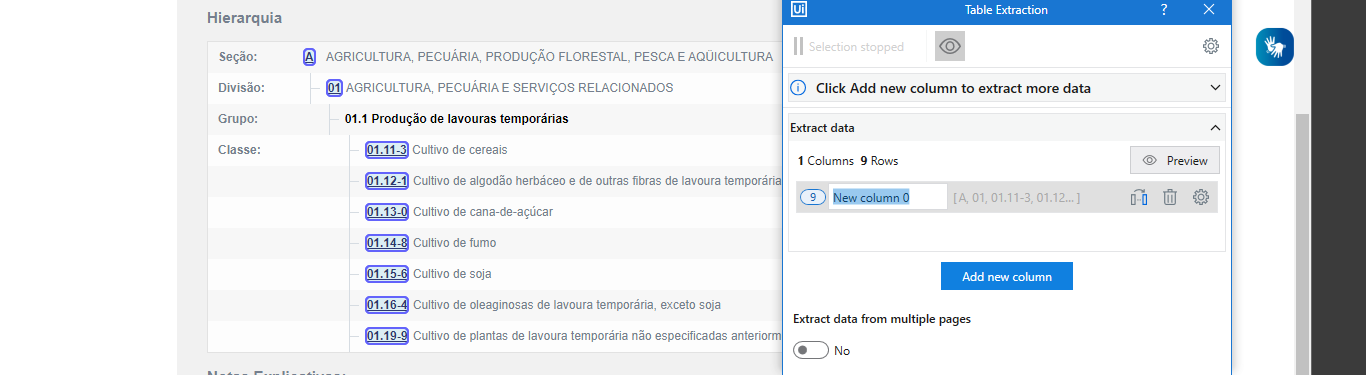 Hierarquia
Seção: A AGRICULTURA, PECUÁRIA, PRODUÇÃO FLORESTAL, PESCA E AQÜICULTURA
Divisão: 01 AGRICULTURA, PECUÁRIA E SERVIÇOS RELACIONADOS
Grupo: 01.1 Produção de lavouras temporárias
Classe: 01.11-3 Cultivo de cereais
01.12-1 Cultivo de algodão herbáceo e de outras fibras de lavoura temporária
01.13-0 Cultivo de cana-de-açúcar
01.14-8 Cultivo de fumo
01.15-6 Cultivo de soja
01.16-4 Cultivo de oleaginosas de lavoura temporária, exceto soja
01.19-9 Cultivo de plantas de lavoura temporária não especificadas anteriorm
Ui Table Extraction ?
Selection stopped
Click Add new column to extract more data
Extract data
1 Columns 9 Rows
Preview
9 New column 0 [ A, 01, 01.11-3, 01.12... ]
Add new column
Extract data from multiple pages
No